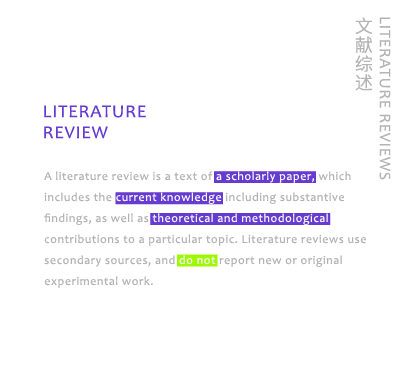 LITERATURE
REVIEW
A literature review is a text of a scholarly paper, which
includes the current knowledge including substantive
findings, as well as theoretical and methodological
contributions to a particular topic. Literature reviews use
secondary sources, and do not report new or original
experimental work.
LITERATURE REVIEWS
文献综述